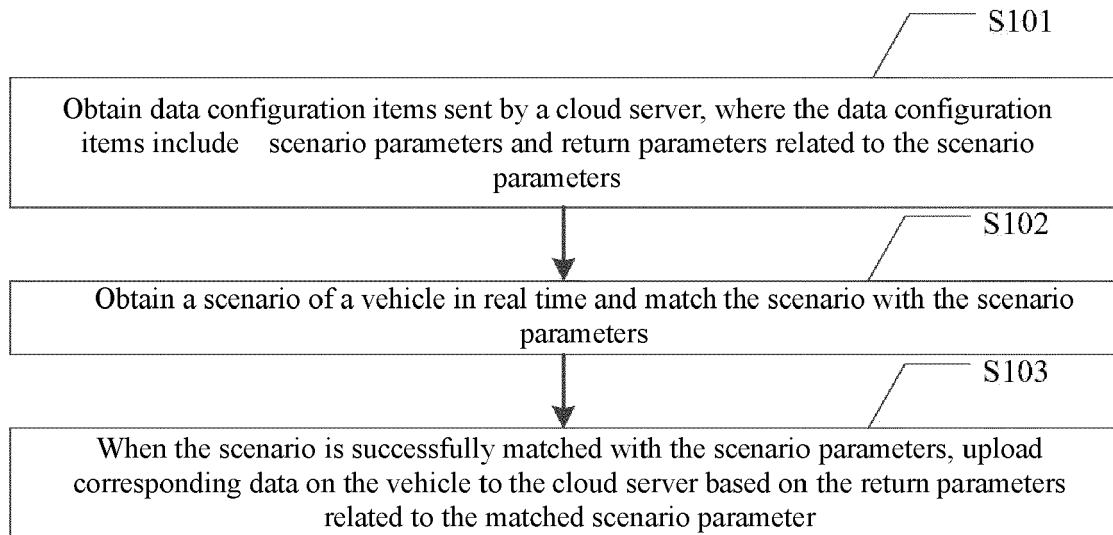 S101
Obtain data configuration items sent by a cloud server, where the data configuration
items include scenario parameters and return parameters related to the scenario
parameters
S102
Obtain a scenario of a vehicle in real time and match the scenario with the scenario
parameters
S103
When the scenario is successfully matched with the scenario parameters, upload
corresponding data on the vehicle to the cloud server based on the return parameters
related to the matched scenario parameter